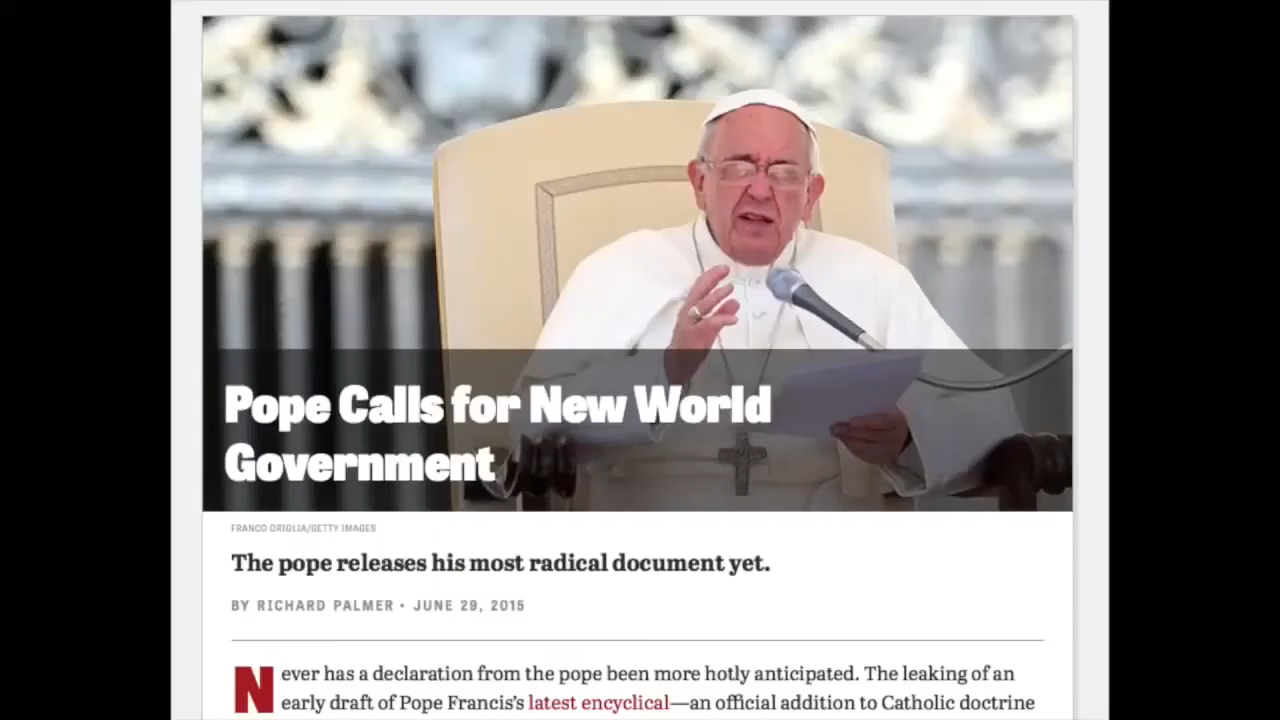 Pope Calls for New World
Government
FRANCO ORIGLIA/GETTY IMAGES
The pope releases his most radical document yet.
BY RICHARD PALMER • JUNE 29, 2015
Never has a declaration from the pope been more hotly anticipated. The leaking of an
early draft of Pope Francis’s latest encyclical—an official addition to Catholic doctrine